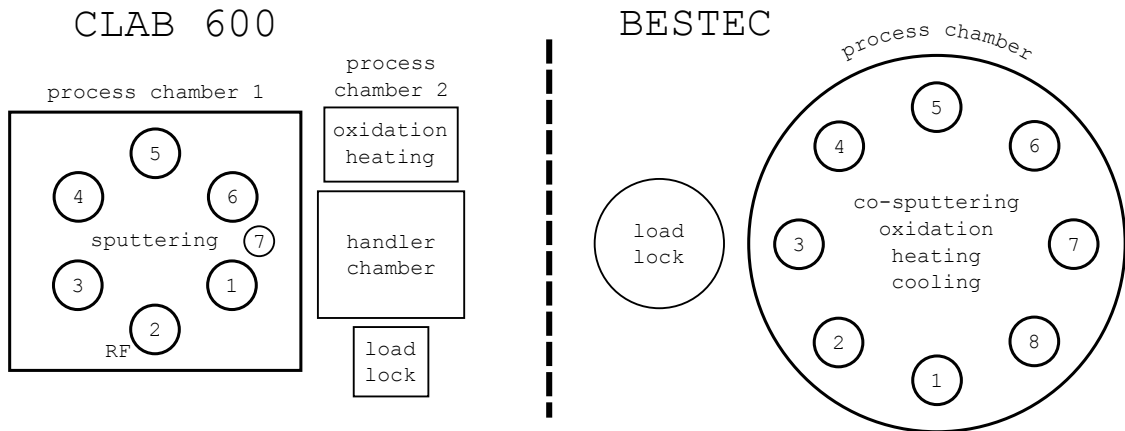 CLAB 600
process chamber 1
5
4
6
sputtering
7
3
1
2
RF
process
chamber 2
oxidation
heating
handler
chamber
load
lock
BESTEC
load
lock
process chamber
5
4
6
co-sputtering
oxidation
heating
cooling
3
7
2
8
1